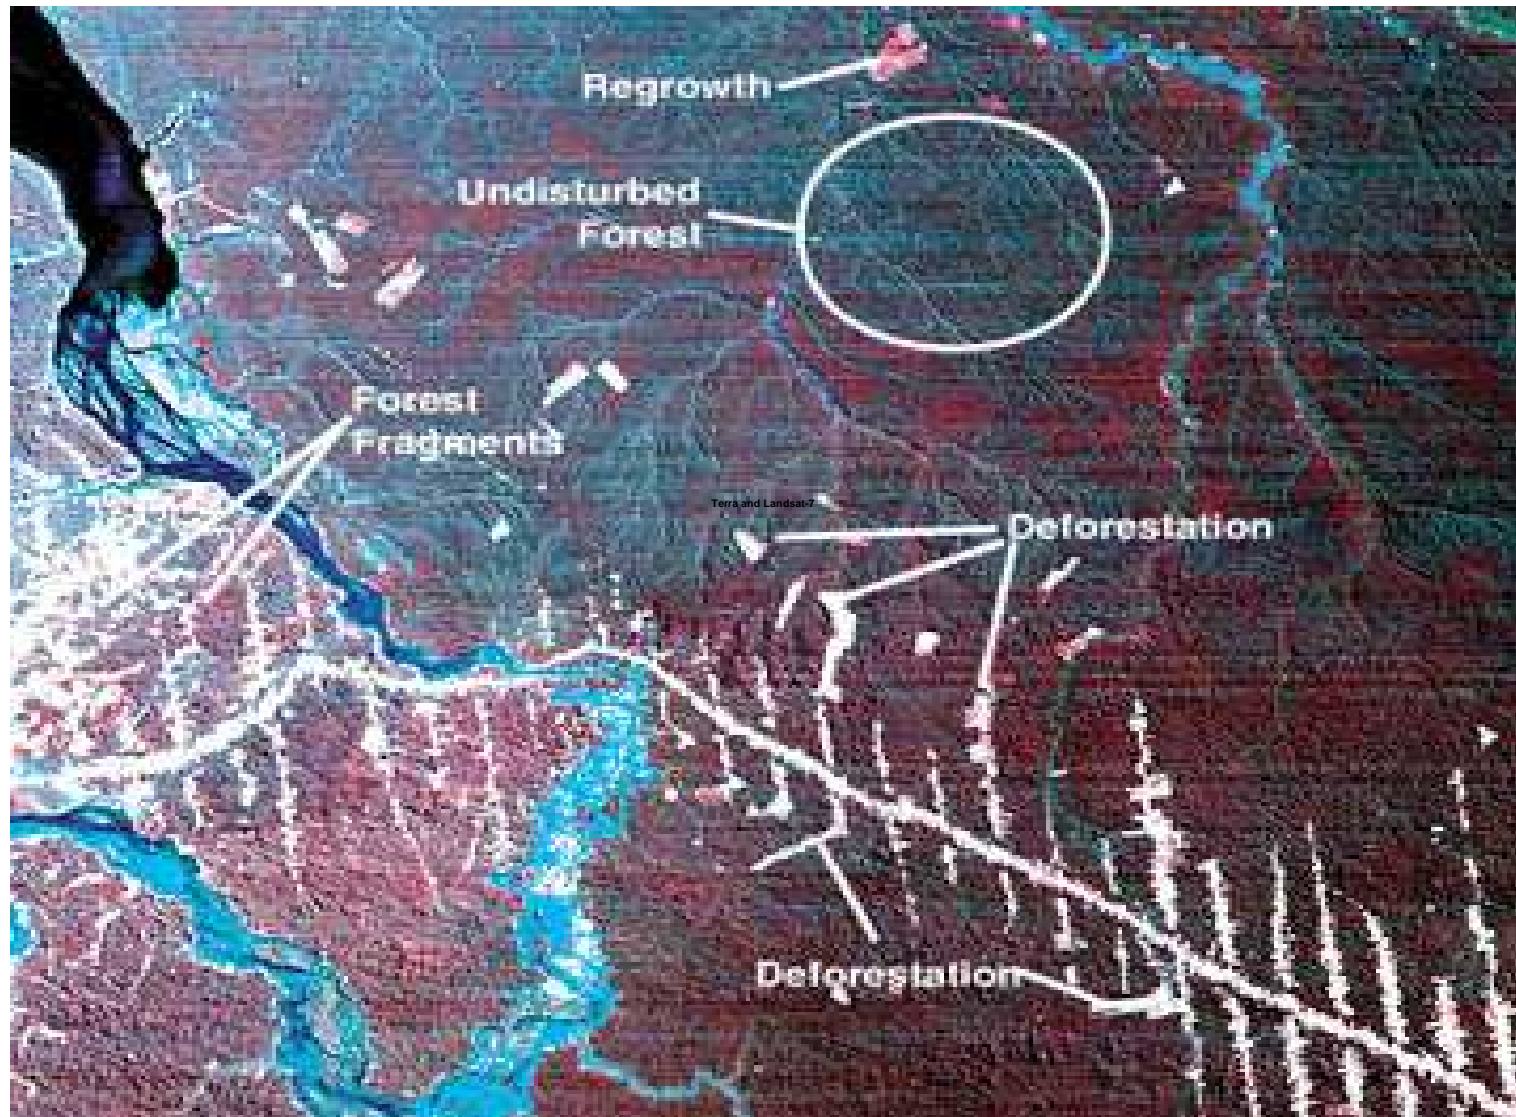 Regrowth
Undisturbed
Forest
Forest
Fragments
Terra and Landsat-7
Deforestation
Deforestation